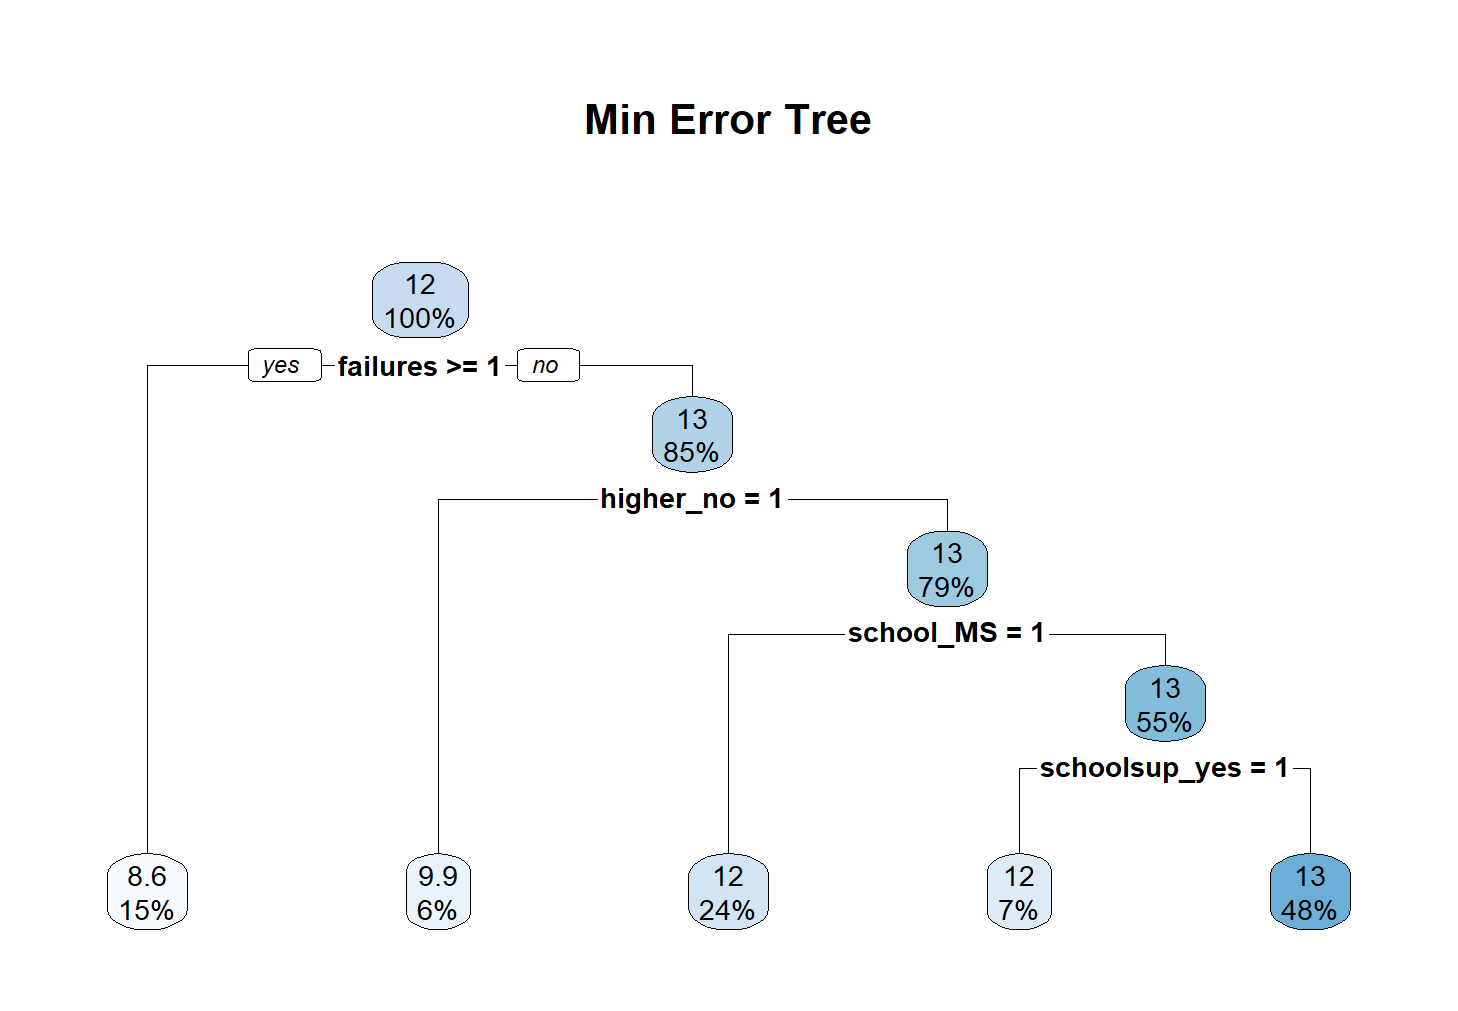 Min Error Tree
12
100%
yes
failures >= 1
no
13
85%
higher_no = 1
13
79%
school_MS = 1
13
55%
schoolsup_yes = 1
8.6
15%
9.9
6%
12
24%
12
7%
13
48%